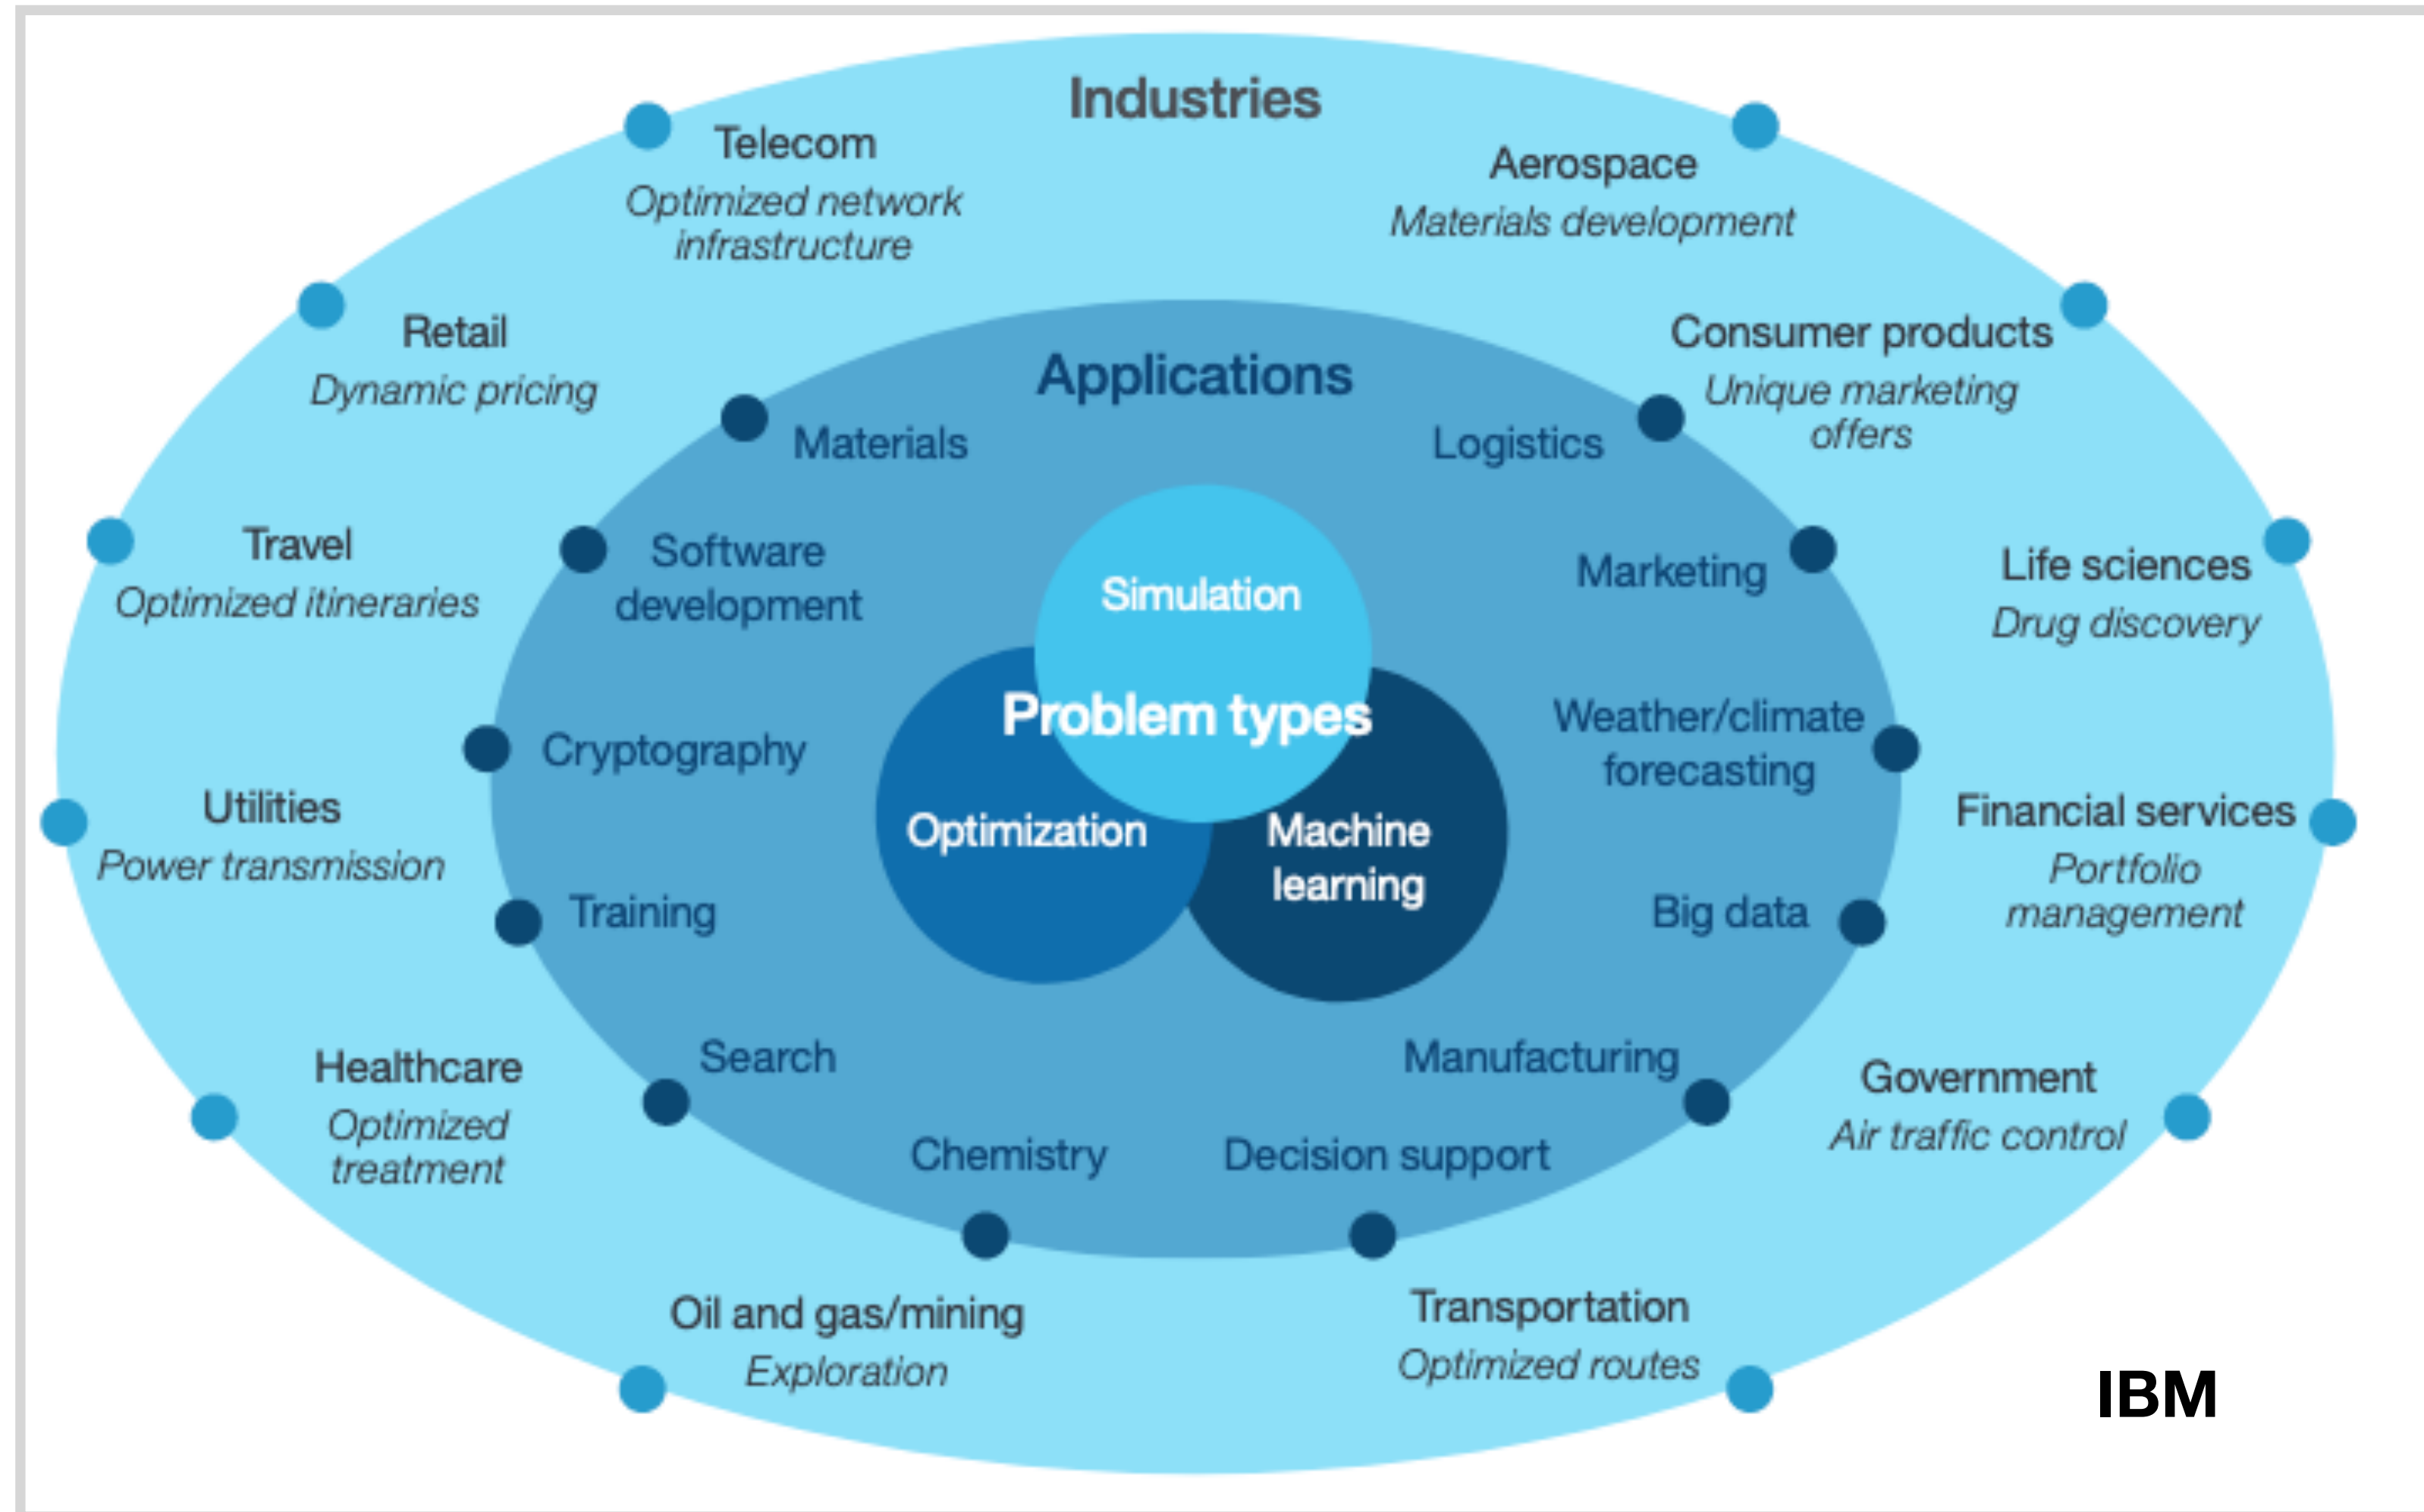 Industries
Telecom
Optimized network
infrastructure
Aerospace
Materials development
Retail
Dynamic pricing
Consumer products
Unique marketing
offers
Applications
Materials
Logistics
Travel
Optimized itineraries
Software
development
Simulation
Marketing
Life sciences
Drug discovery
Problem types
Cryptography
Weather/climate
forecasting
Utilities
Power transmission
Optimization
Machine
learning
Financial services
Portfolio
management
Training
Big data
Healthcare
Optimized
treatment
Search
Manufacturing
Government
Air traffic control
Chemistry
Decision support
Oil and gas/mining
Exploration
Transportation
Optimized routes
IBM